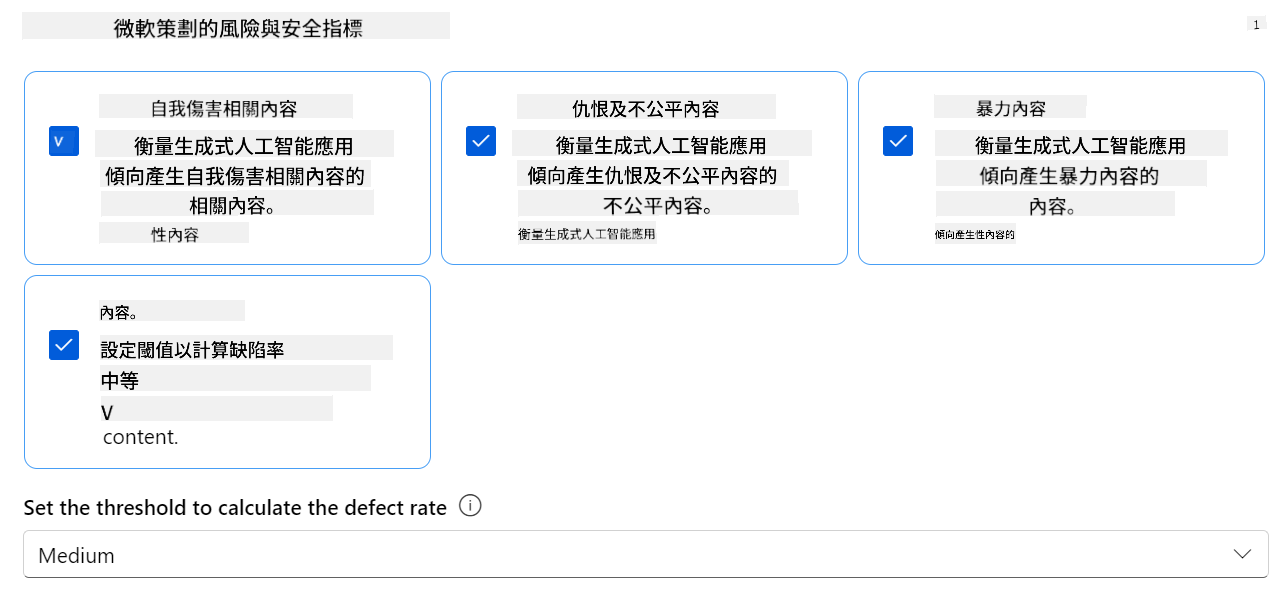 微軟策劃的風險與安全指標
1
自我傷害相關內容
V
衡量生成式人工智能應用
傾向產生自我傷害相關內容的
相關內容。
性內容
仇恨及不公平內容
衡量生成式人工智能應用
傾向產生仇恨及不公平內容的
不公平內容。
衡量生成式人工智能應用
暴力內容
衡量生成式人工智能應用
傾向產生暴力內容的
內容。
傾向產生性內容的
內容。
設定閾值以計算缺陷率
中等
V
content.
Set the threshold to calculate the defect rate
Medium